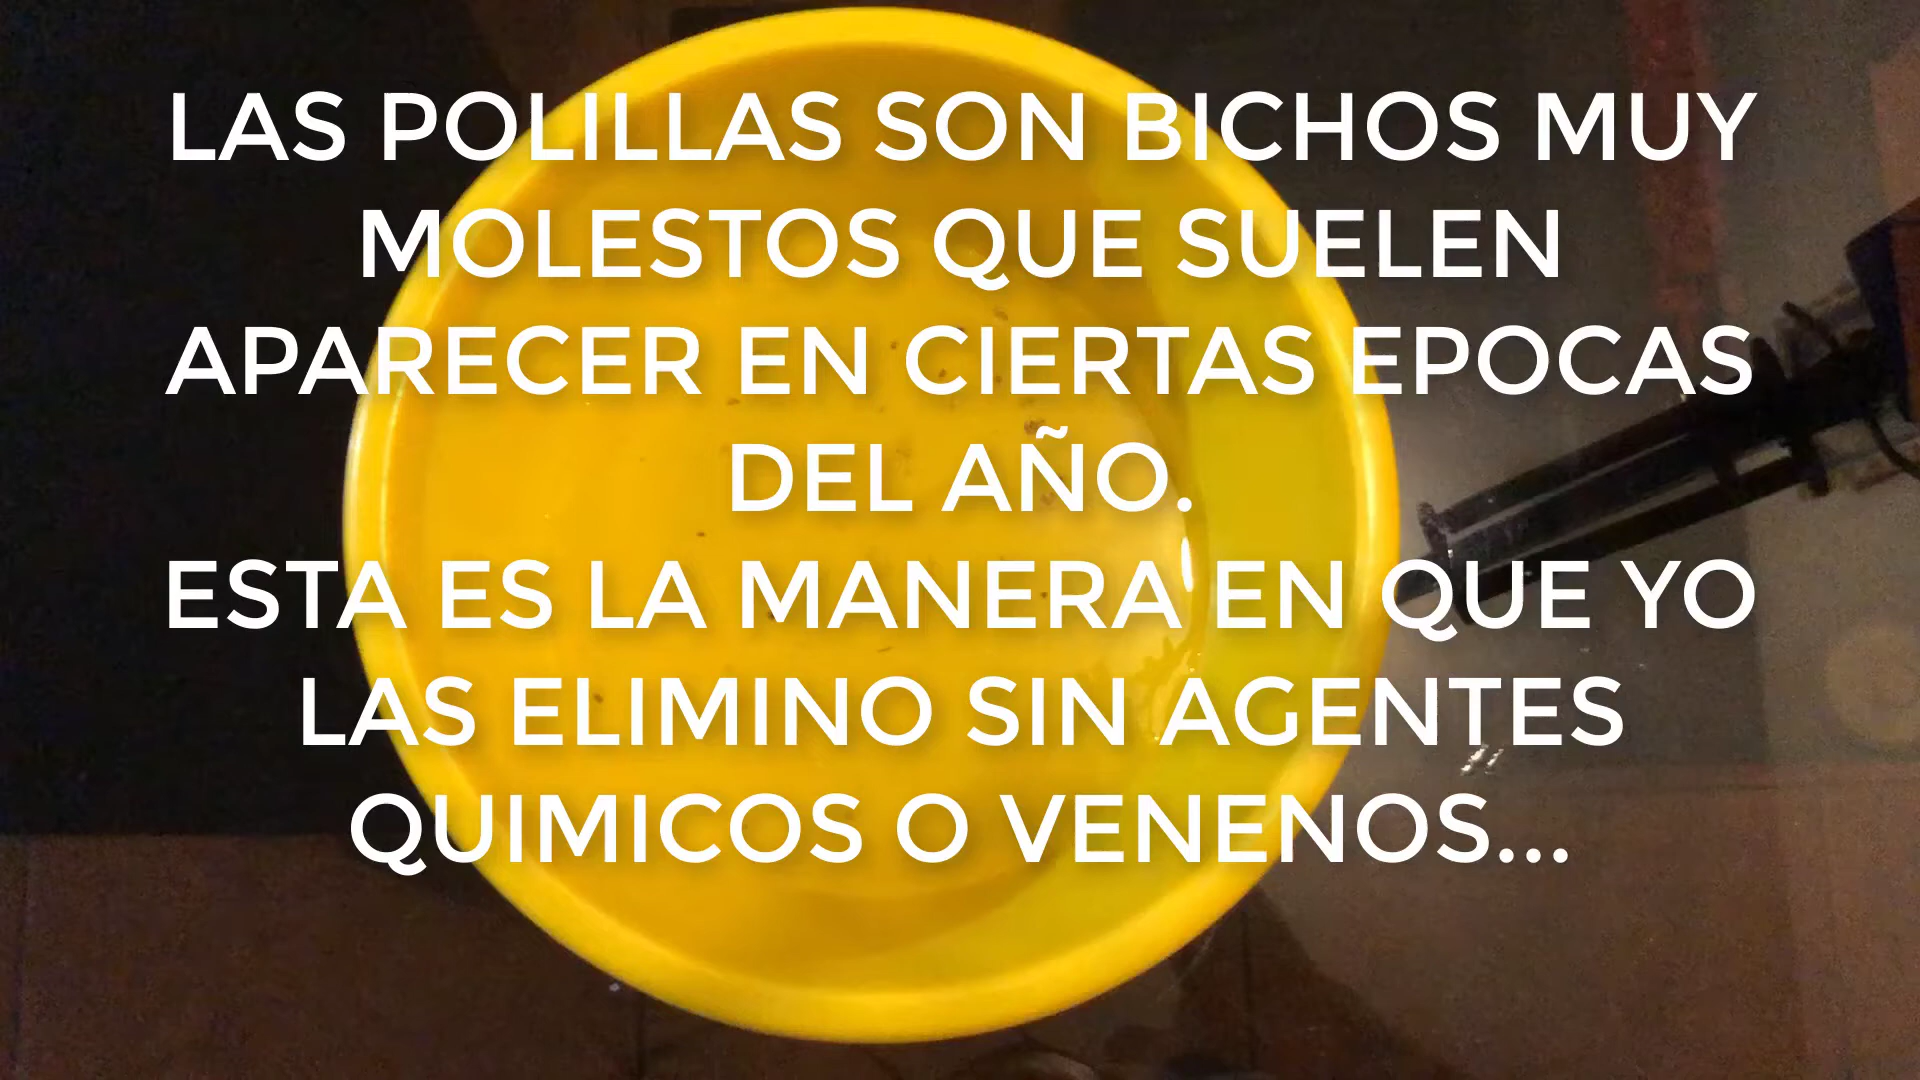 LAS POLILLAS SON BICHOS MUY
MOLESTOS QUE SUELEN
APARECER EN CIERTAS EPOCAS
DEL AÑO.
ESTA ES LA MANERA EN QUE YO
LAS ELIMINO SIN AGENTES
QUIMICOS O VENENOS...